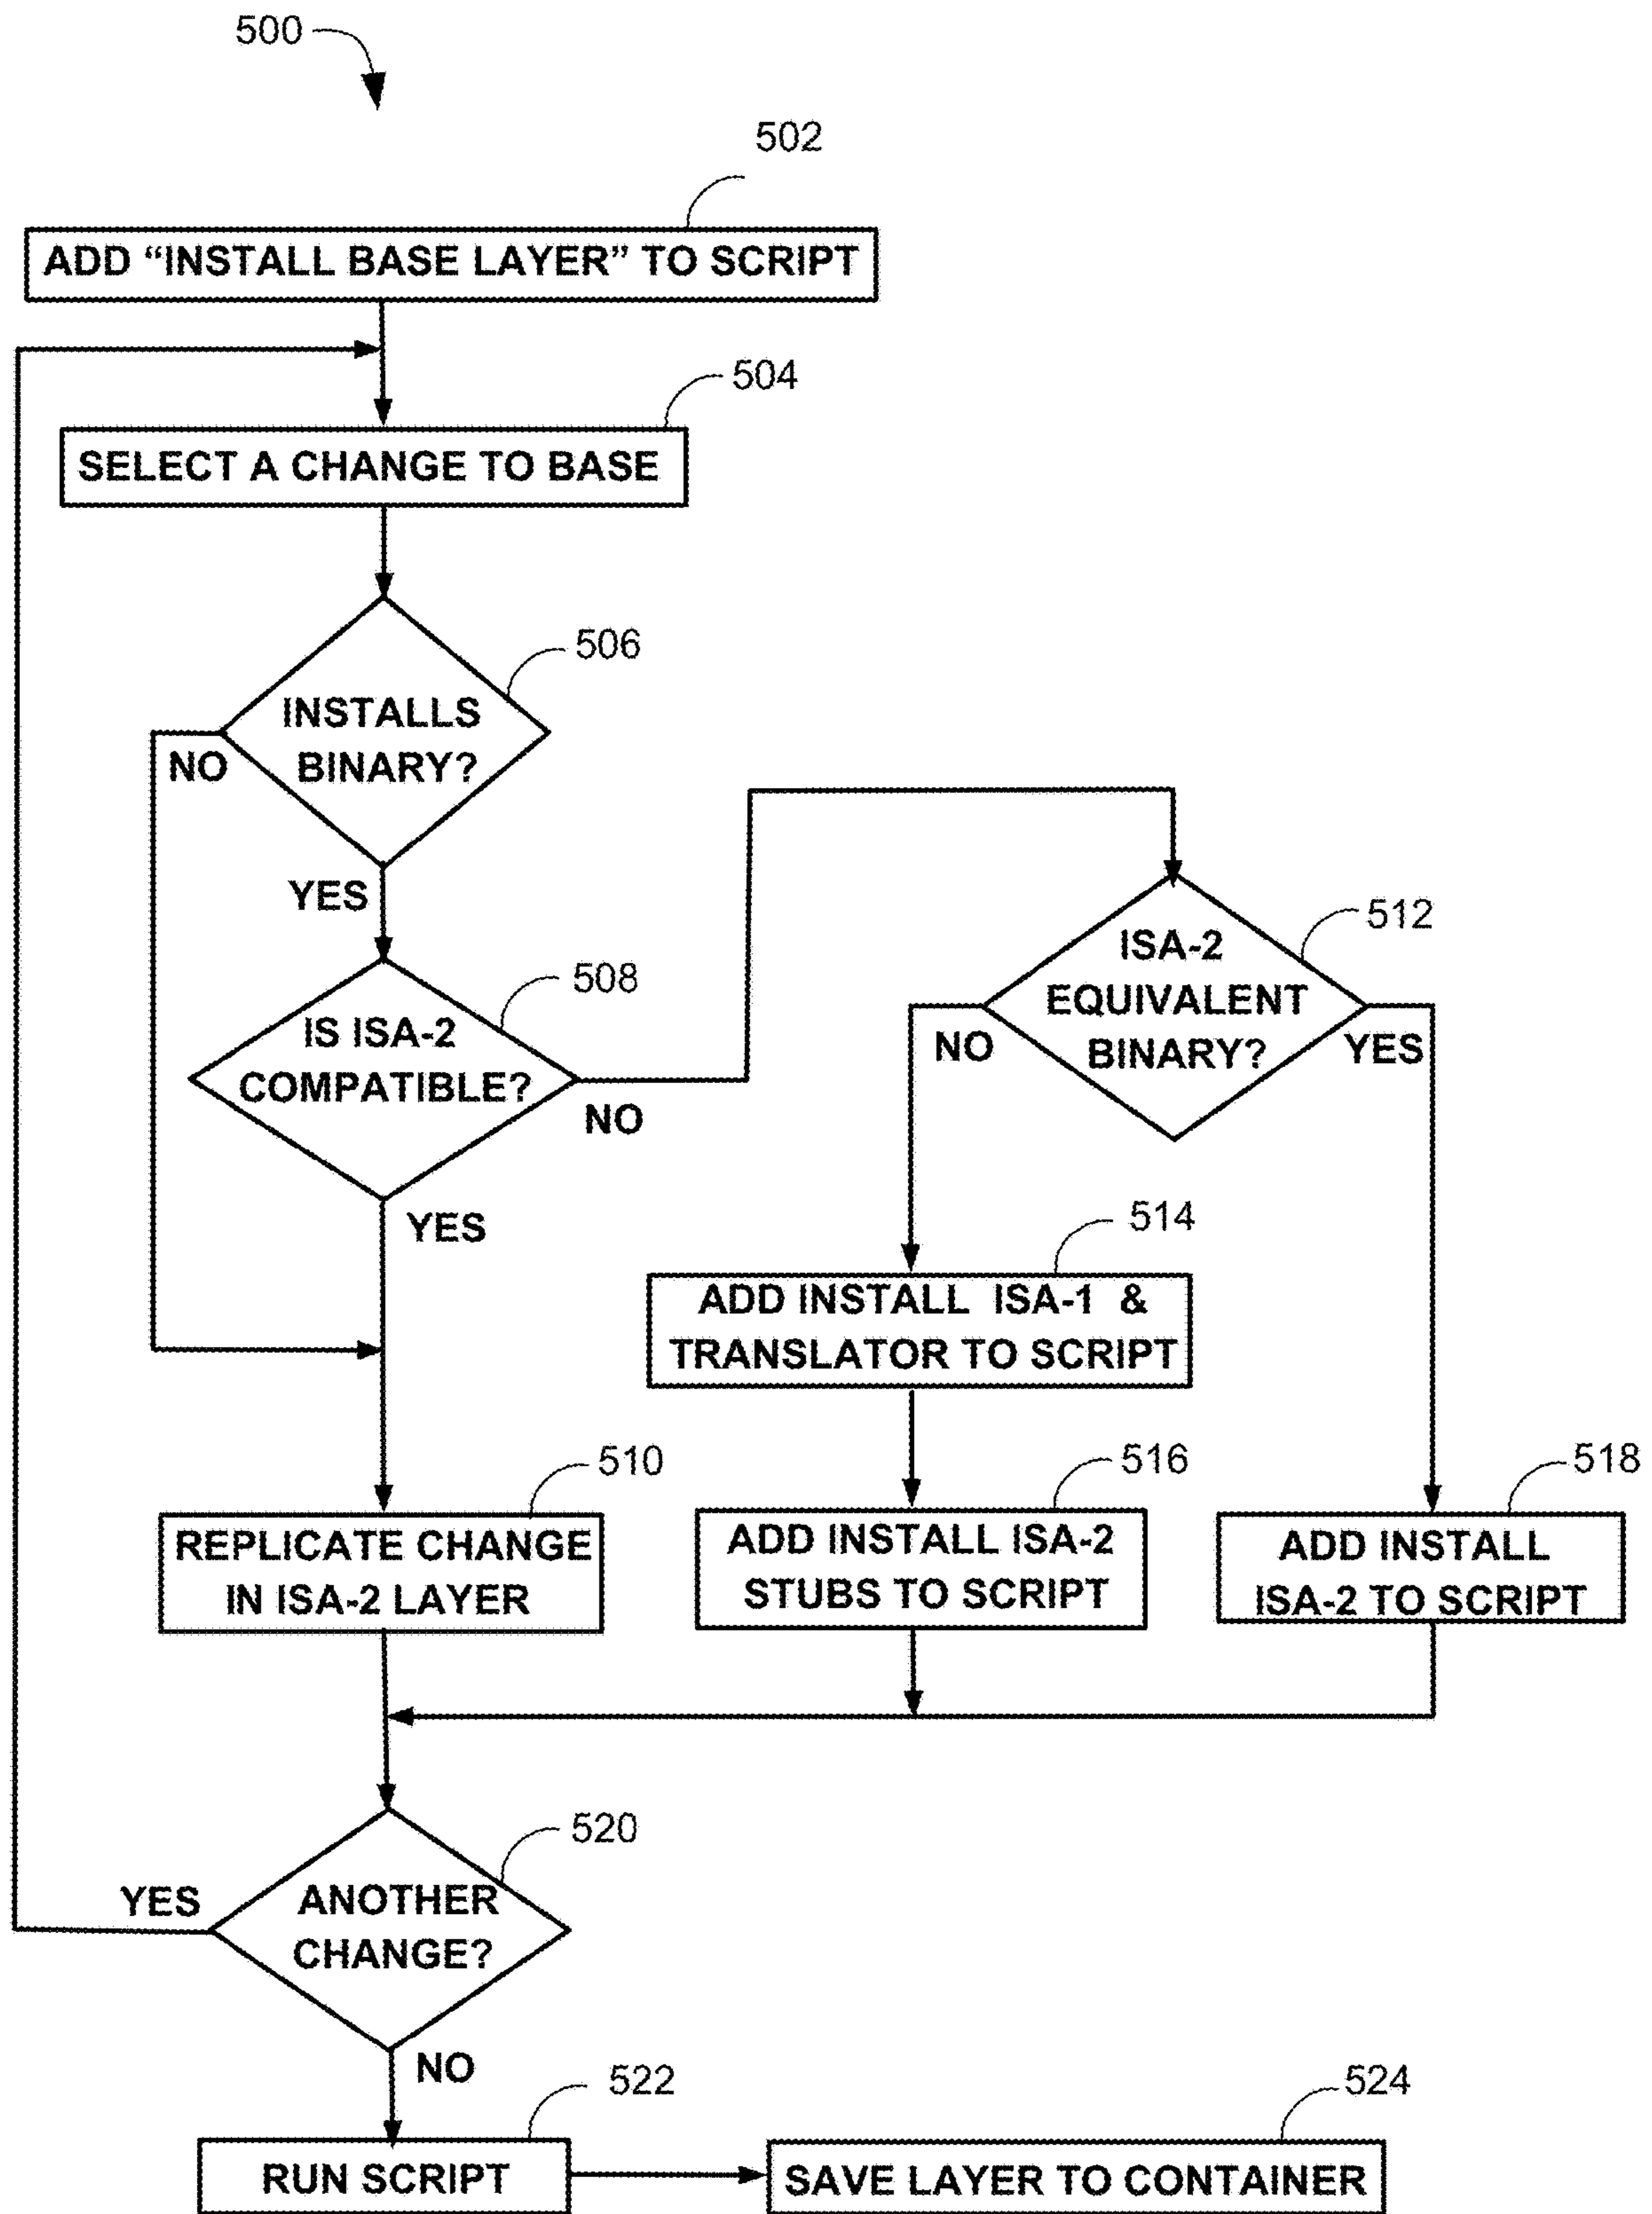 500
502
ADD “INSTALL BASE LAYER” TO SCRIPT
504
SELECT A CHANGE TO BASE
506
INSTALLS
BINARY?
NO
YES
508
IS ISA-2
COMPATIBLE?
NO
YES
512
ISA-2
EQUIVALENT
BINARY?
NO
YES
514
ADD INSTALL ISA-1 &
TRANSLATOR TO SCRIPT
510
REPLICATE CHANGE
IN ISA-2 LAYER
516
ADD INSTALL ISA-2
STUBS TO SCRIPT
518
ADD INSTALL
ISA-2 TO SCRIPT
520
ANOTHER
CHANGE?
YES
NO
522
RUN SCRIPT
524
SAVE LAYER TO CONTAINER